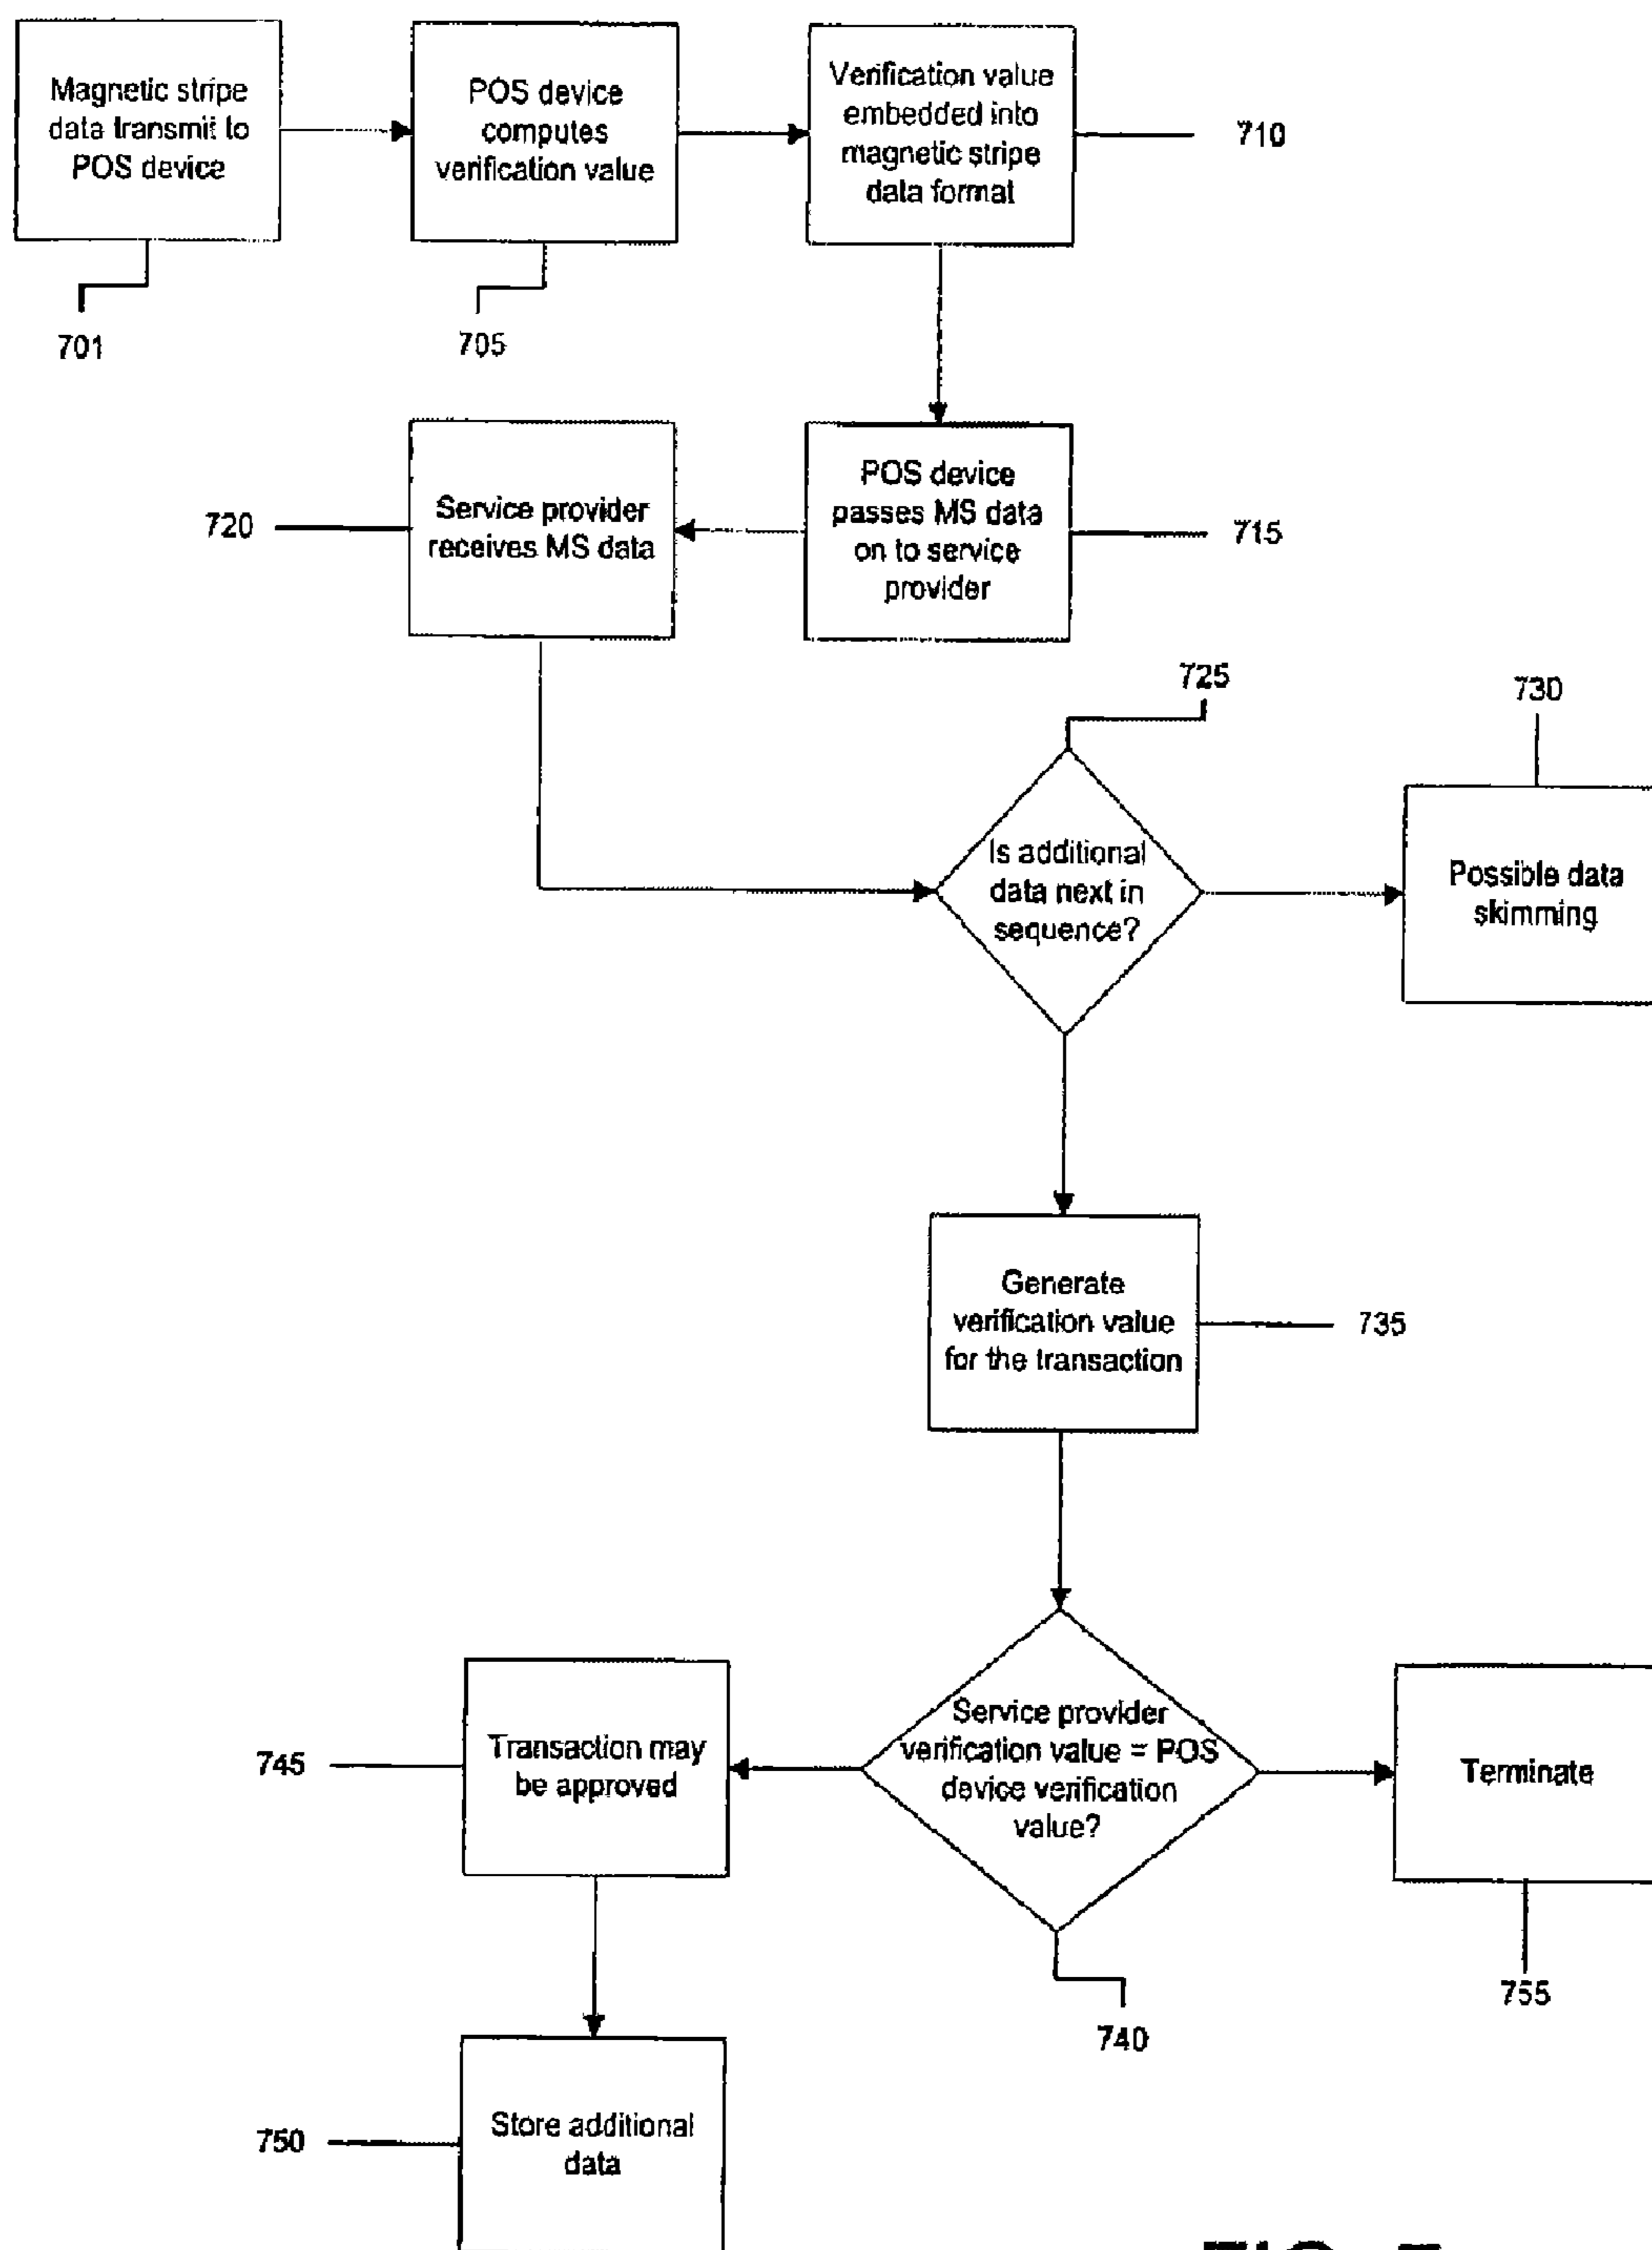 Magnetic stripe
data transmit to
POS device
701
POS device
computes
verification value
705
Verification value
embedded into
magnetic stripe
data format
710
POS device
passes MS data
on to service
provider
715
Service provider
receives MS data
720
725
Is additional
data next in
sequence?
730
Possible data
skimming
Generate
verification value
for the transaction
735
Service provider
verification value = POS
device verification
value?
740
Transaction may
be approved
745
Terminate
755
Store additional
data
750